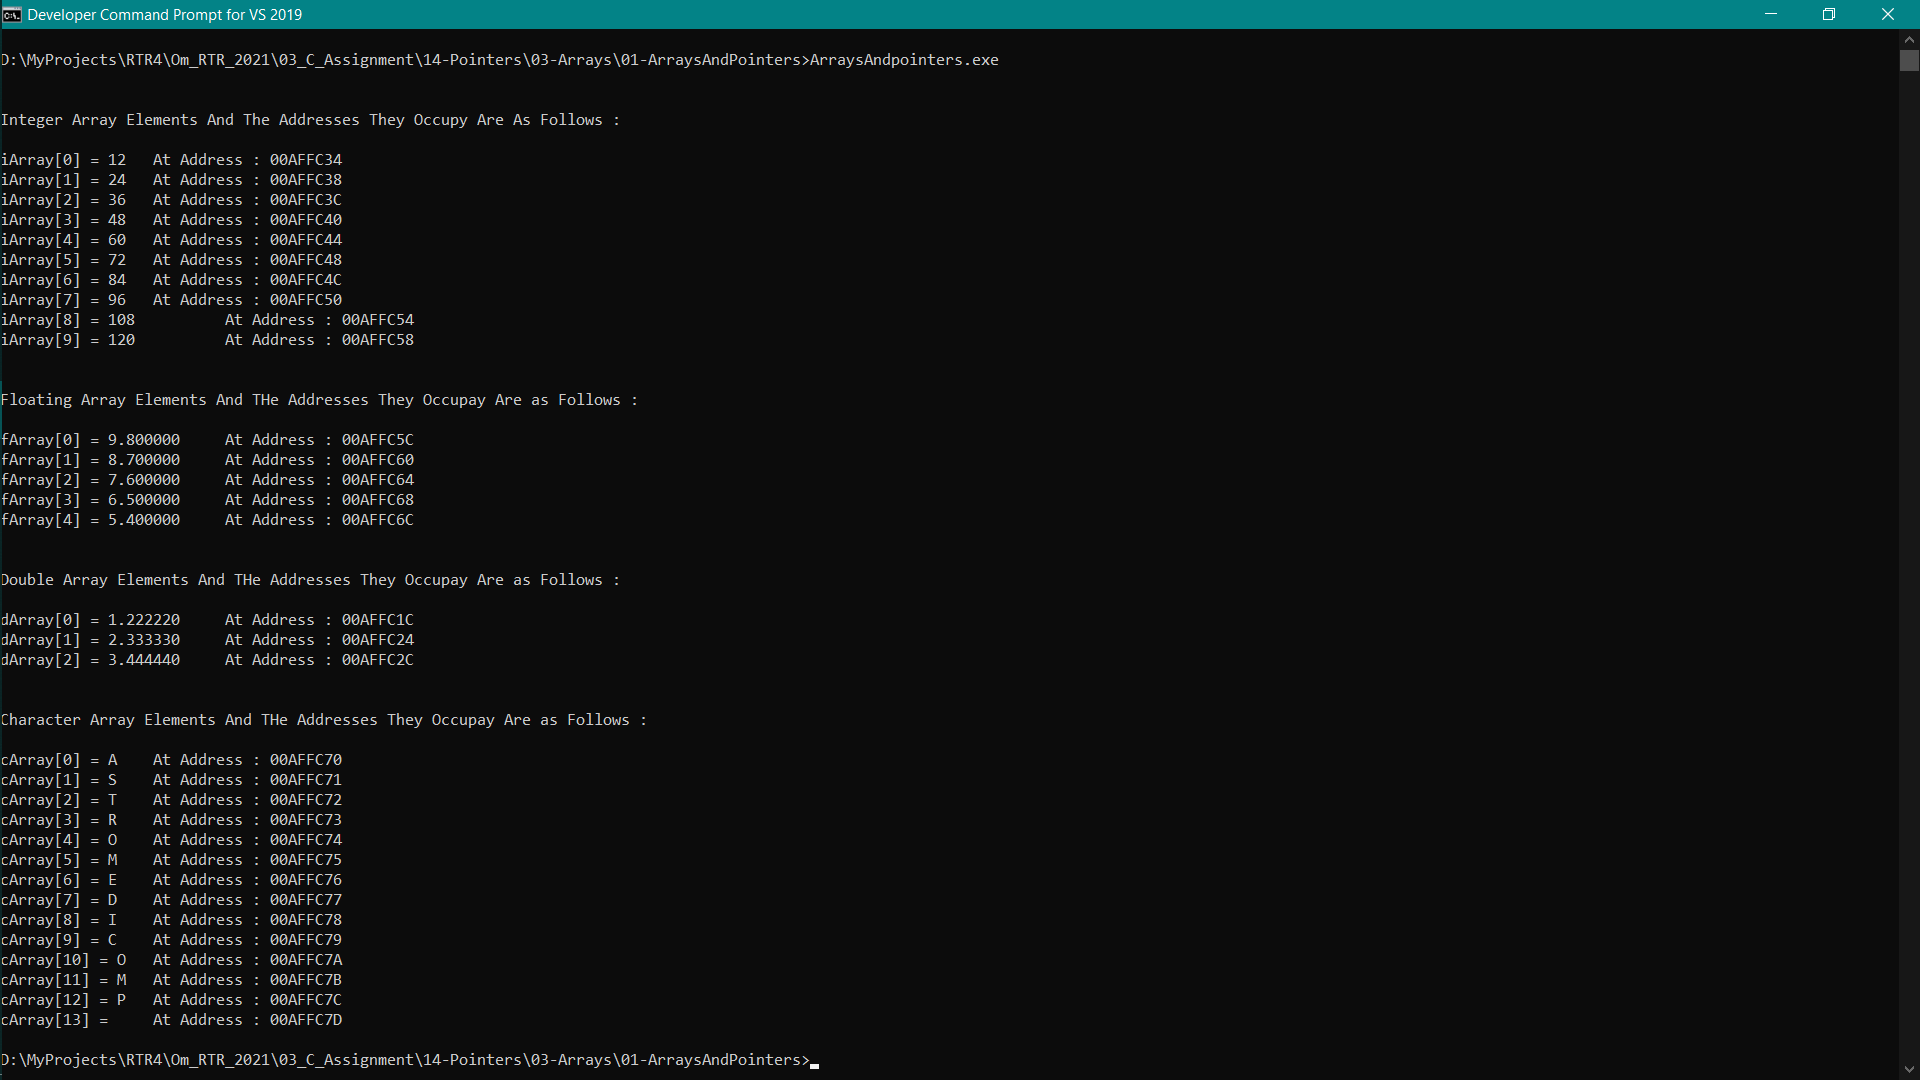 Developer Command Prompt for VS 2019
D:\MyProjects\RTR4\Om_RTR_2021\03_C_Assignment\14-Pointers\03-Arrays\01-ArraysAndPointers>ArraysAndpointers.exe
Integer Array Elements And The Addresses They Occupy Are As Follows :
iArray[0] = 12   At Address : 00AFFC34
iArray[1] = 24   At Address : 00AFFC38
iArray[2] = 36   At Address : 00AFFC3C
iArray[3] = 48   At Address : 00AFFC40
iArray[4] = 60   At Address : 00AFFC44
iArray[5] = 72   At Address : 00AFFC48
iArray[6] = 84   At Address : 00AFFC4C
iArray[7] = 96   At Address : 00AFFC50
iArray[8] = 108          At Address : 00AFFC54
iArray[9] = 120          At Address : 00AFFC58
Floating Array Elements And THe Addresses They Occupay Are as Follows :
fArray[0] = 9.800000     At Address : 00AFFC5C
fArray[1] = 8.700000     At Address : 00AFFC60
fArray[2] = 7.600000     At Address : 00AFFC64
fArray[3] = 6.500000     At Address : 00AFFC68
fArray[4] = 5.400000     At Address : 00AFFC6C
Double Array Elements And THe Addresses They Occupay Are as Follows :
dArray[0] = 1.222220     At Address : 00AFFC1C
dArray[1] = 2.333330     At Address : 00AFFC24
dArray[2] = 3.444440     At Address : 00AFFC2C
Character Array Elements And THe Addresses They Occupay Are as Follows :
cArray[0] = A    At Address : 00AFFC70
cArray[1] = S    At Address : 00AFFC71
cArray[2] = T    At Address : 00AFFC72
cArray[3] = R    At Address : 00AFFC73
cArray[4] = O    At Address : 00AFFC74
cArray[5] = M    At Address : 00AFFC75
cArray[6] = E    At Address : 00AFFC76
cArray[7] = D    At Address : 00AFFC77
cArray[8] = I    At Address : 00AFFC78
cArray[9] = C    At Address : 00AFFC79
cArray[10] = O   At Address : 00AFFC7A
cArray[11] = M   At Address : 00AFFC7B
cArray[12] = P   At Address : 00AFFC7C
cArray[13] =     At Address : 00AFFC7D
D:\MyProjects\RTR4\Om_RTR_2021\03_C_Assignment\14-Pointers\03-Arrays\01-ArraysAndPointers>